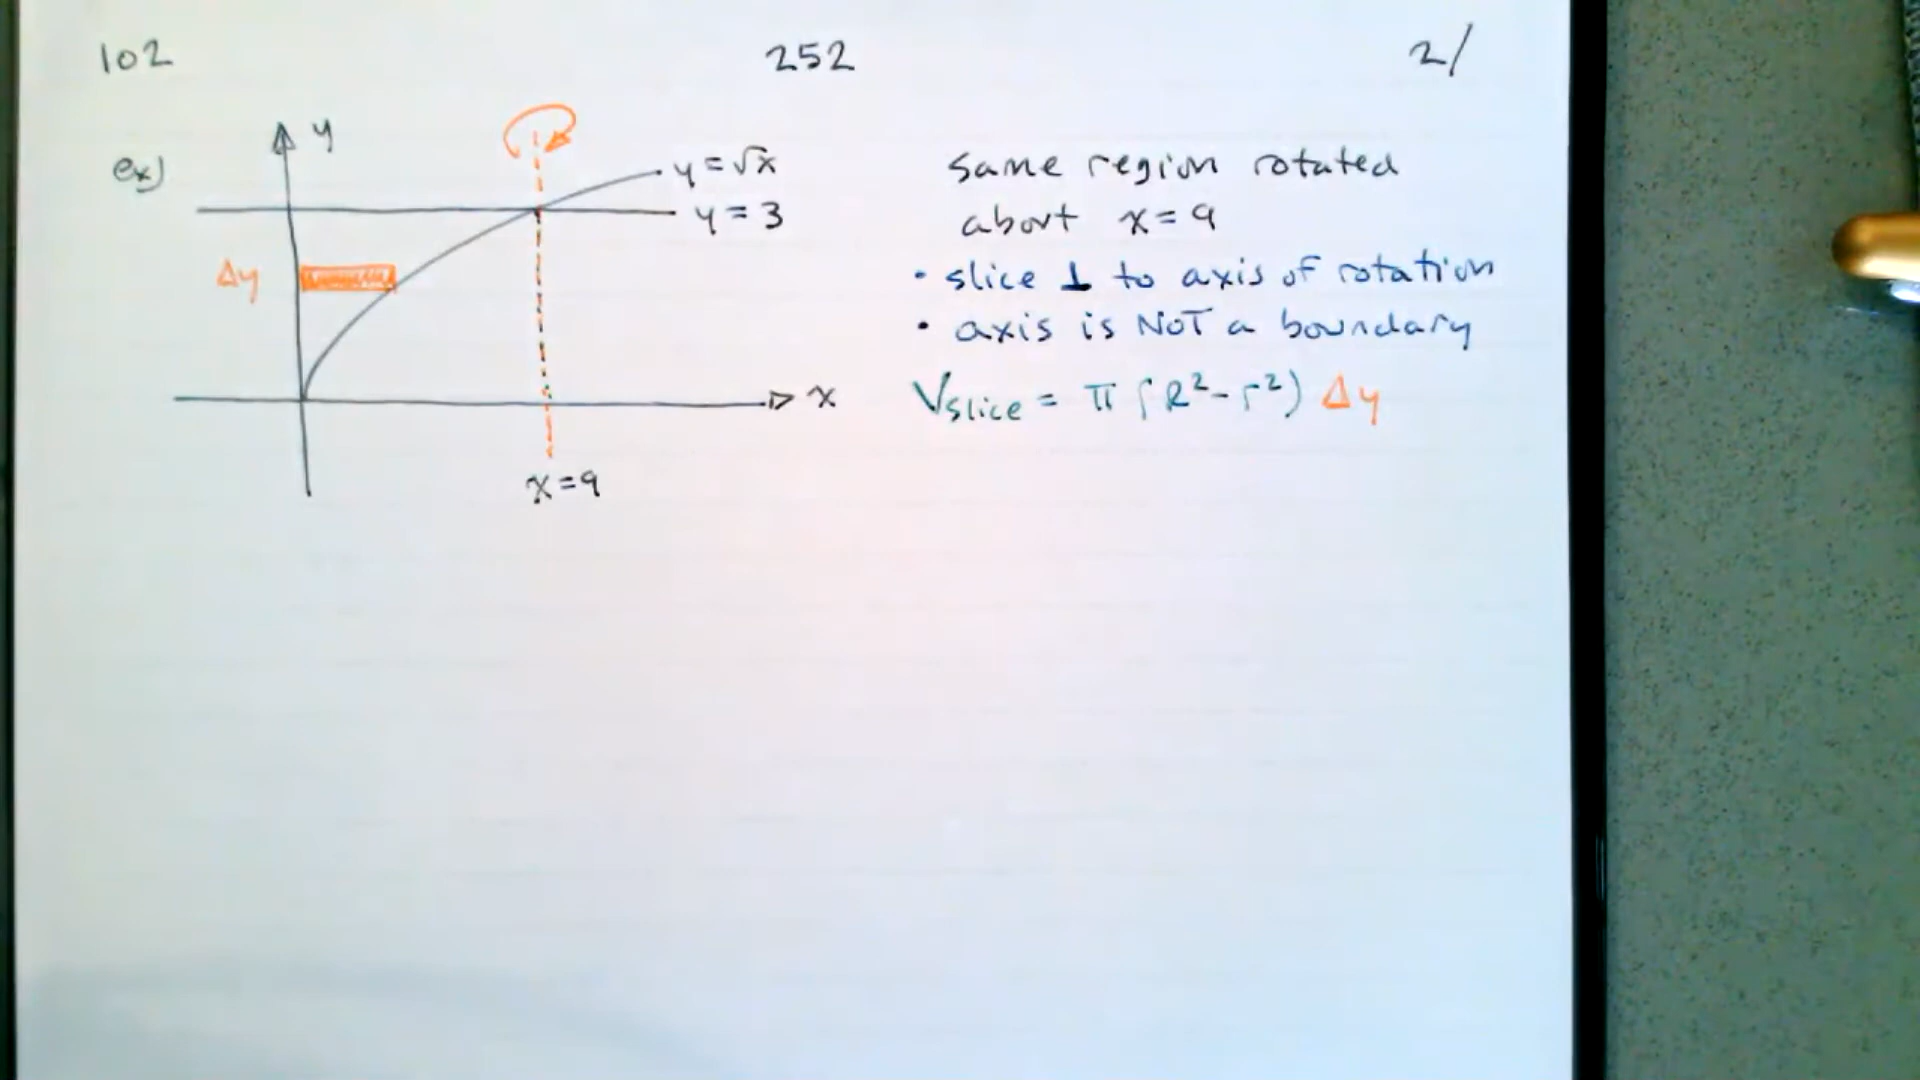 102 252 2/
ex)
y
y = √x
y = 3
Δy
x
x = 9
same region rotated
about x = 9
• slice ⊥ to axis of rotation
• axis is NOT a boundary
Vslice = π (R² - r²) Δy